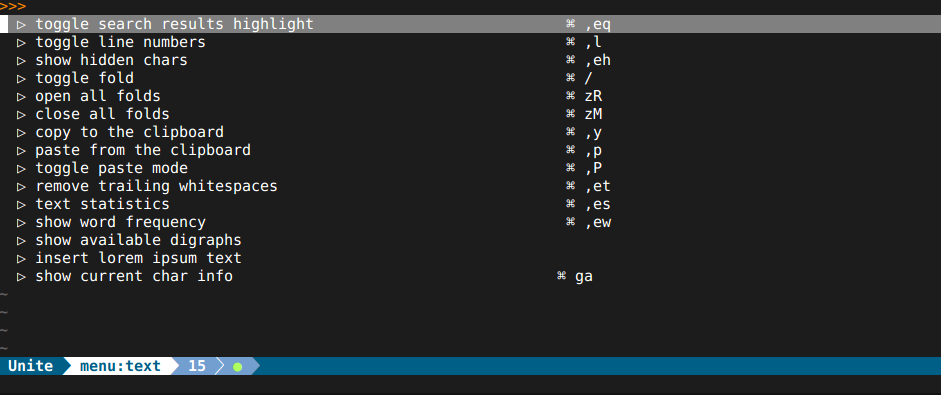 >>>
▷ toggle search results highlight ⌘ ,eq
▷ toggle line numbers ⌘ ,l
▷ show hidden chars ⌘ ,eh
▷ toggle fold ⌘ /
▷ open all folds ⌘ zR
▷ close all folds ⌘ zM
▷ copy to the clipboard ⌘ ,y
▷ paste from the clipboard ⌘ ,p
▷ toggle paste mode ⌘ ,P
▷ remove trailing whitespaces ⌘ ,et
▷ text statistics ⌘ ,es
▷ show word frequency ⌘ ,ew
▷ show available digraphs
▷ insert lorem ipsum text
▷ show current char info ⌘ ga
~
~
~
~
Unite menu:text 15 ●